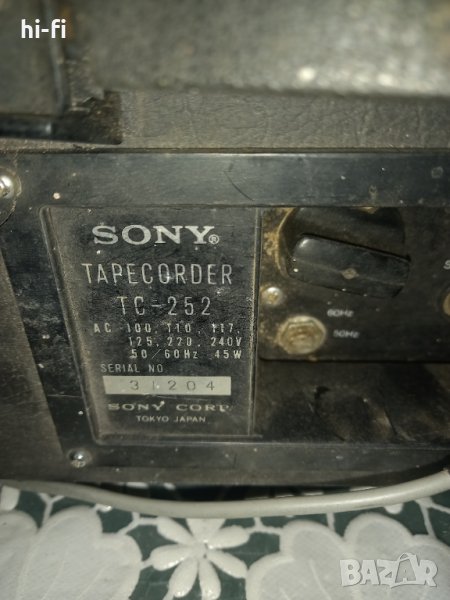 hi-fi
SONY®
TAPECORDER
TC-252
AC 100, 110, 117,
125, 220, 240V
50/60Hz 45W
SERIAL NO
31204
SONY CORP
TOKYO JAPAN
60Hz
50Hz
S
BAZAR